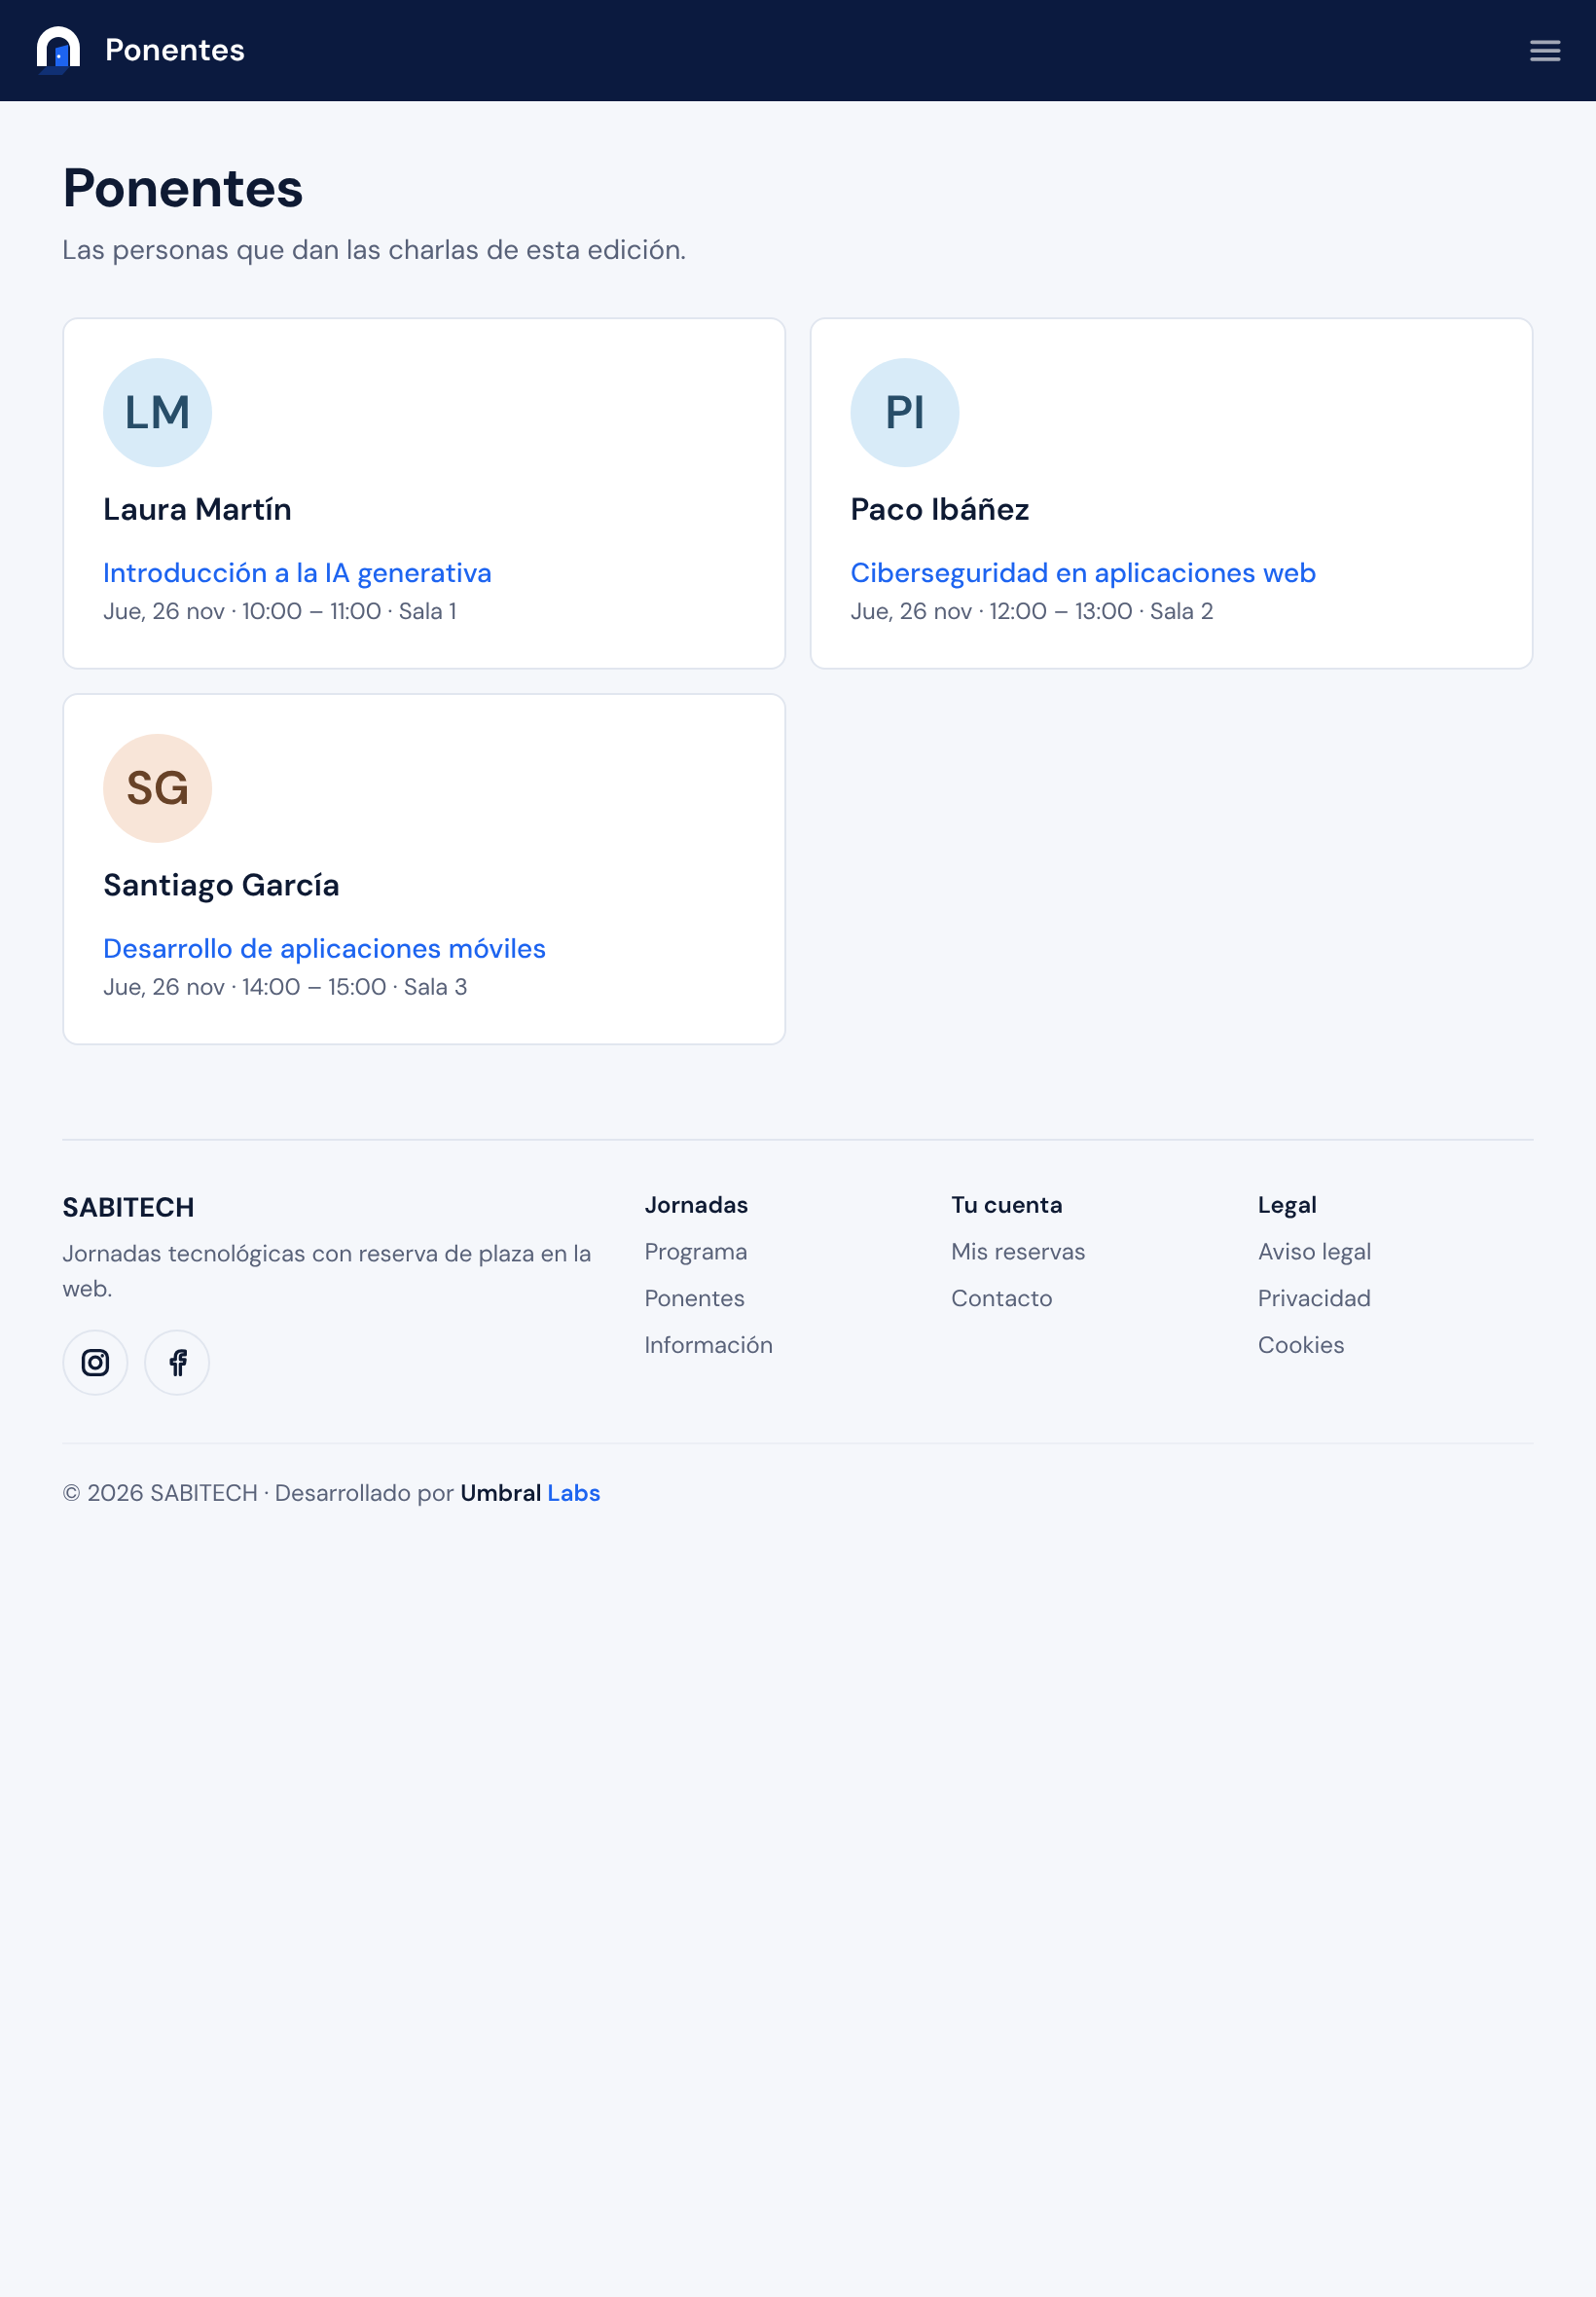 Ponentes
Ponentes
Las personas que dan las charlas de esta edición.
LM
Laura Martín
Introducción a la IA generativa
Jue, 26 nov · 10:00 – 11:00 · Sala 1
PI
Paco Ibáñez
Ciberseguridad en aplicaciones web
Jue, 26 nov · 12:00 – 13:00 · Sala 2
SG
Santiago García
Desarrollo de aplicaciones móviles
Jue, 26 nov · 14:00 – 15:00 · Sala 3
SABITECH
Jornadas tecnológicas con reserva de plaza en la
web.
Jornadas
Programa
Ponentes
Información
Tu cuenta
Mis reservas
Contacto
Legal
Aviso legal
Privacidad
Cookies
© 2026 SABITECH · Desarrollado por Umbral Labs